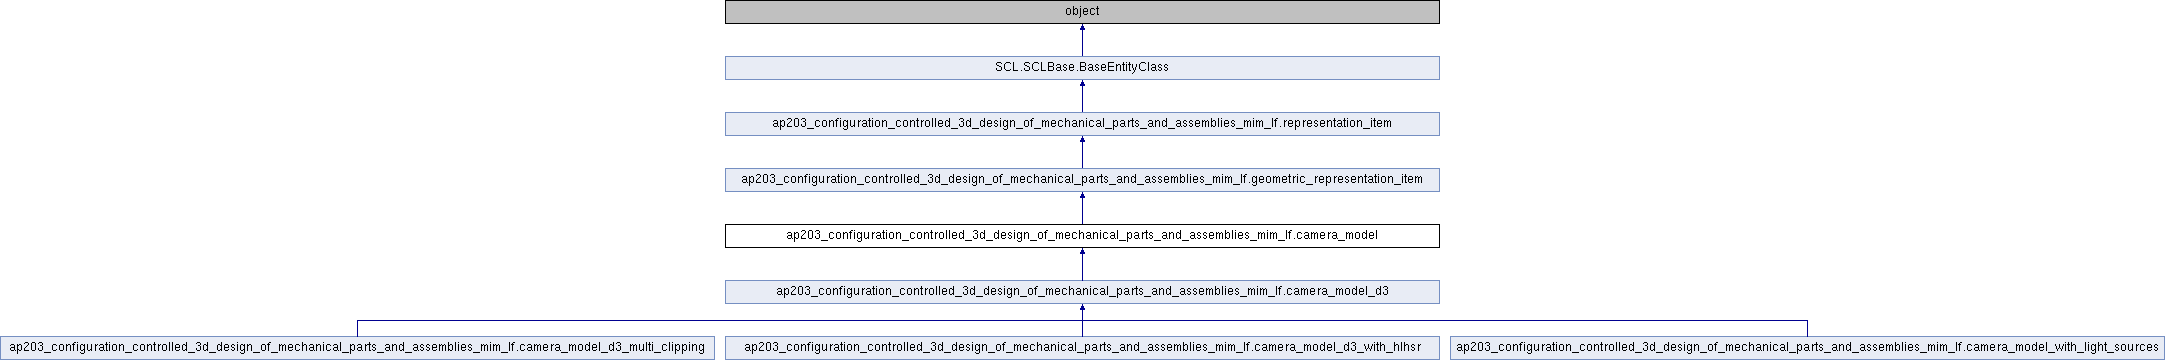 object
SCL.SCLBase.BaseEntityClass
ap203_configuration_controlled_3d_design_of_mechanical_parts_and_assemblies_mim_lf.representation_item
ap203_configuration_controlled_3d_design_of_mechanical_parts_and_assemblies_mim_lf.geometric_representation_item
ap203_configuration_controlled_3d_design_of_mechanical_parts_and_assemblies_mim_lf.camera_model
ap203_configuration_controlled_3d_design_of_mechanical_parts_and_assemblies_mim_lf.camera_model_d3
ap203_configuration_controlled_3d_design_of_mechanical_parts_and_assemblies_mim_lf.camera_model_d3_multi_clipping
ap203_configuration_controlled_3d_design_of_mechanical_parts_and_assemblies_mim_lf.camera_model_d3_with_hlhsr
ap203_configuration_controlled_3d_design_of_mechanical_parts_and_assemblies_mim_lf.camera_model_with_light_sources